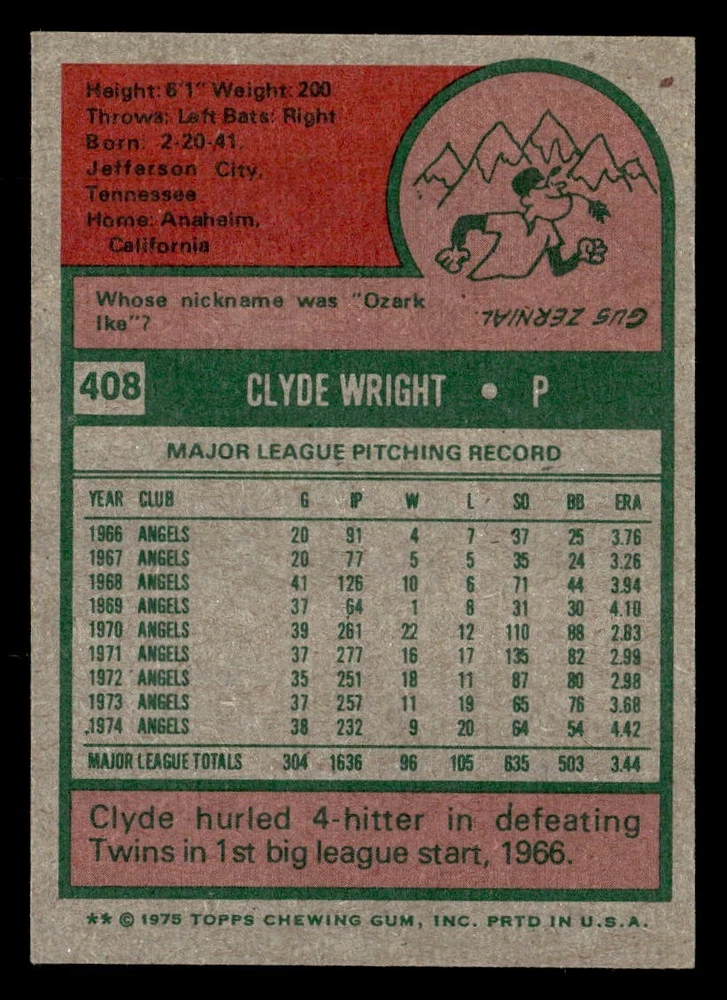 Height: 6'1" Weight: 200
Throws: Left Bats: Right
Born: 2-20-41,
Jefferson City,
Tennessee
Home: Anaheim,
California
Whose nickname was "Ozark
Ike"?
GUS ZERNIAL.
408 CLYDE WRIGHT • P
MAJOR LEAGUE PITCHING RECORD
YEAR CLUB G IP W L SO BB ERA
1966 ANGELS 20 91 4 7 37 25 3.76
1967 ANGELS 20 77 5 5 35 24 3.26
1968 ANGELS 41 126 10 6 71 44 3.94
1969 ANGELS 37 64 1 8 31 30 4.10
1970 ANGELS 39 261 22 12 110 88 2.83
1971 ANGELS 37 277 16 17 135 82 2.99
1972 ANGELS 35 251 18 11 87 80 2.98
1973 ANGELS 37 257 11 19 65 76 3.68
1974 ANGELS 38 232 9 20 64 54 4.42
MAJOR LEAGUE TOTALS 304 1636 96 105 635 503 3.44
Clyde hurled 4-hitter in defeating
Twins in 1st big league start, 1966.
** © 1975 TOPPS CHEWING GUM, INC. PRTD IN U.S.A.